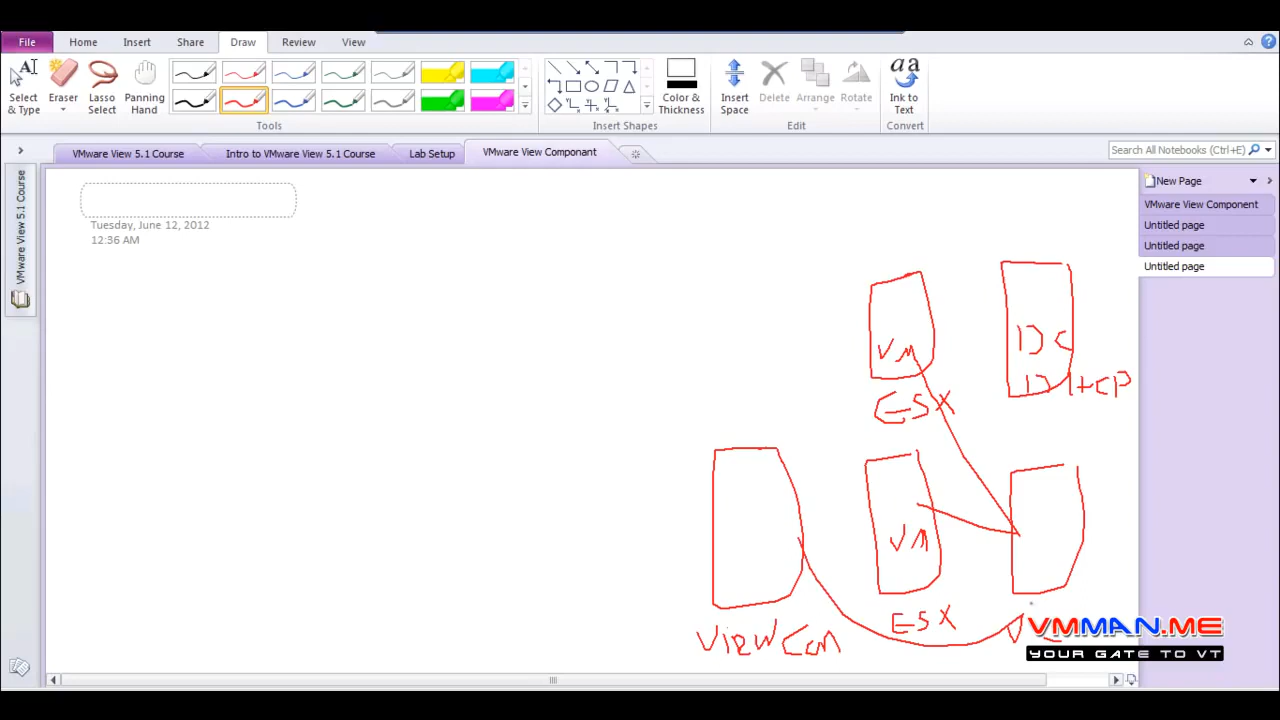 File Home Insert Share Draw Review View
Select & Type
Eraser
Lasso Select
Panning Hand
Color & Thickness
Insert Space
Delete
Arrange
Rotate
Ink to Text
Tools
Insert Shapes
Edit
Convert
VMware View 5.1 Course
Intro to VMware View 5.1 Course
Lab Setup
VMware View Componant
Search All Notebooks (Ctrl+E)
VMware View 5.1 Course
New Page
VMware View Component
Untitled page
Untitled page
Untitled page
Tuesday, June 12, 2012
12:36 AM
VM
ESX
DC
DHCP
VM
ESX
View Con
VMMAN.ME
YOUR GATE TO VT